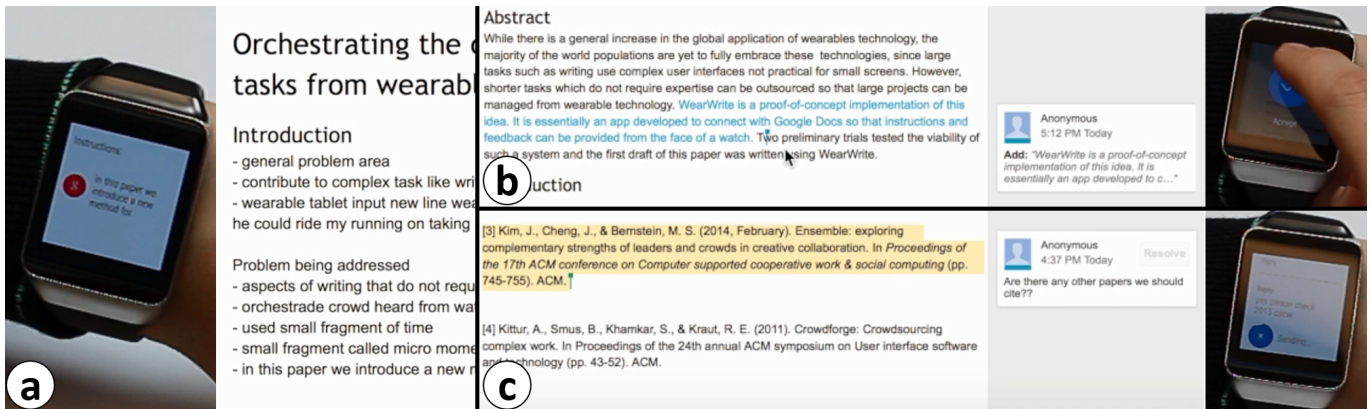 Instructions:
in this paper we
introduce a new
method for
a
Orchestrating the
tasks from wearabl
Introduction
- general problem area
- contribute to complex task like wri
- wearable tablet input new line wea
he could ride my running on taking
Problem being addressed
- aspects of writing that do not requ
- orchestrade crowd heard from wa
- used small fragment of time
- small fragment called micro mome
- in this paper we introduce a new
Abstract
While there is a general increase in the global application of wearables technology, the
majority of the world populations are yet to fully embrace these technologies, since large
tasks such as writing use complex user interfaces not practical for small screens. However,
shorter tasks which do not require expertise can be outsourced so that large projects can be
managed from wearable technology. WearWrite is a proof-of-concept implementation of this
idea. It is essentially an app developed to connect with Google Docs so that instructions and
feedback can be provided from the face of a watch. Two preliminary trials tested the viability of
such a system and the first draft of this paper was written using WearWrite.
b
uction
Anonymous
5:12 PM Today
Add: "WearWrite is a proof-of-concept
implementation of this idea. It is
essentially an app developed to c..."
Accept
[3] Kim, J., Cheng, J., & Bernstein, M. S. (2014, February). Ensemble: exploring
complementary strengths of leaders and crowds in creative collaboration. In Proceedings of
the 17th ACM conference on Computer supported cooperative work & social computing (pp.
745-755). ACM.
[4] Kittur, A., Smus, B., Khamkar, S., & Kraut, R. E. (2011). Crowdforge: Crowdsourcing
complex work. In Proceedings of the 24th annual ACM symposium on User interface software
and technology (pp. 43-52). ACM.
c
Anonymous
4:37 PM Today
Resolve
Are there any other papers we should
cite??
yes please check
2015 cscw
Sending...